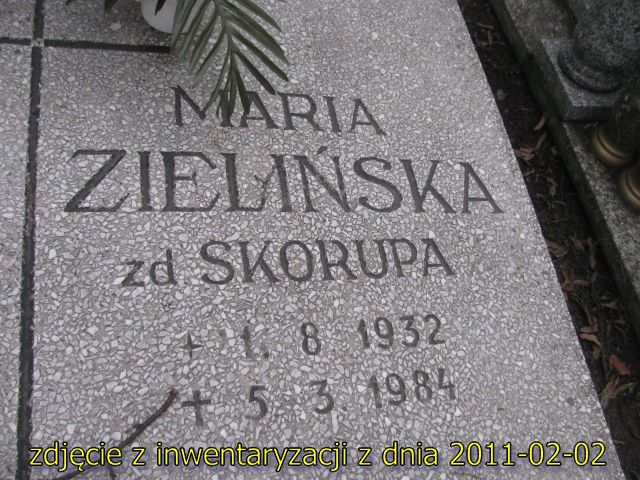 MARIA
ZIELIŃSKA
zd. SKORUPA
+ 1. 8 1932
+ 5. 3. 1984
zdjęcie z inwentaryzacji z dnia 2011-02-02